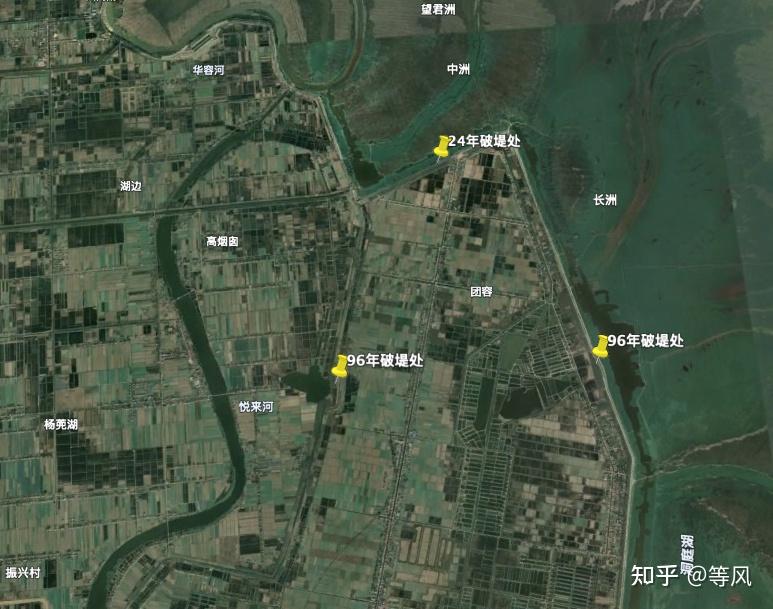 望君洲
华容河
中洲
24年破堤处
湖边
长洲
高烟囱
团容
96年破堤处
96年破堤处
悦来河
杨蔸湖
振兴村
洞庭湖
知乎 @等风